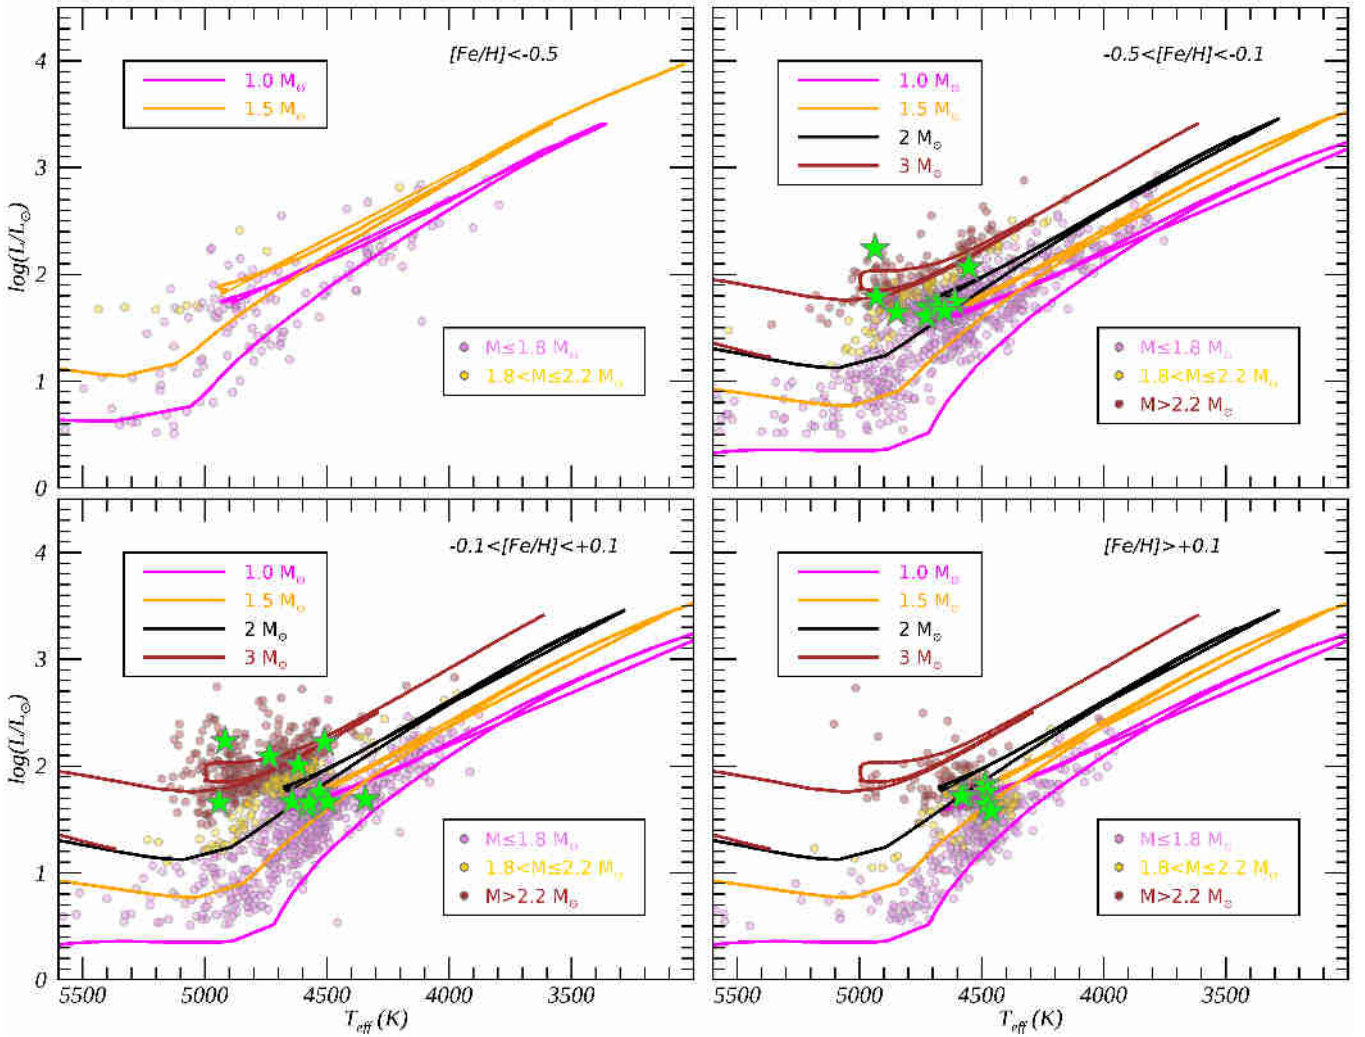 [Fe/H]<-0.5
1.0 M⊙
1.5 M⊙
M≤1.8 M⊙
1.8<M≤2.2 M⊙
log(L/L⊙)
4
3
2
1
0
-0.5<[Fe/H]<-0.1
1.0 M⊙
1.5 M⊙
2 M⊙
3 M⊙
M≤1.8 M⊙
1.8<M≤2.2 M⊙
M>2.2 M⊙
-0.1<[Fe/H]<+0.1
1.0 M⊙
1.5 M⊙
2 M⊙
3 M⊙
M≤1.8 M⊙
1.8<M≤2.2 M⊙
M>2.2 M⊙
log(L/L⊙)
4
3
2
1
0
5500 5000 4500 4000 3500
Teff (K)
[Fe/H]>+0.1
1.0 M⊙
1.5 M⊙
2 M⊙
3 M⊙
M≤1.8 M⊙
1.8<M≤2.2 M⊙
M>2.2 M⊙
5500 5000 4500 4000 3500
Teff (K)